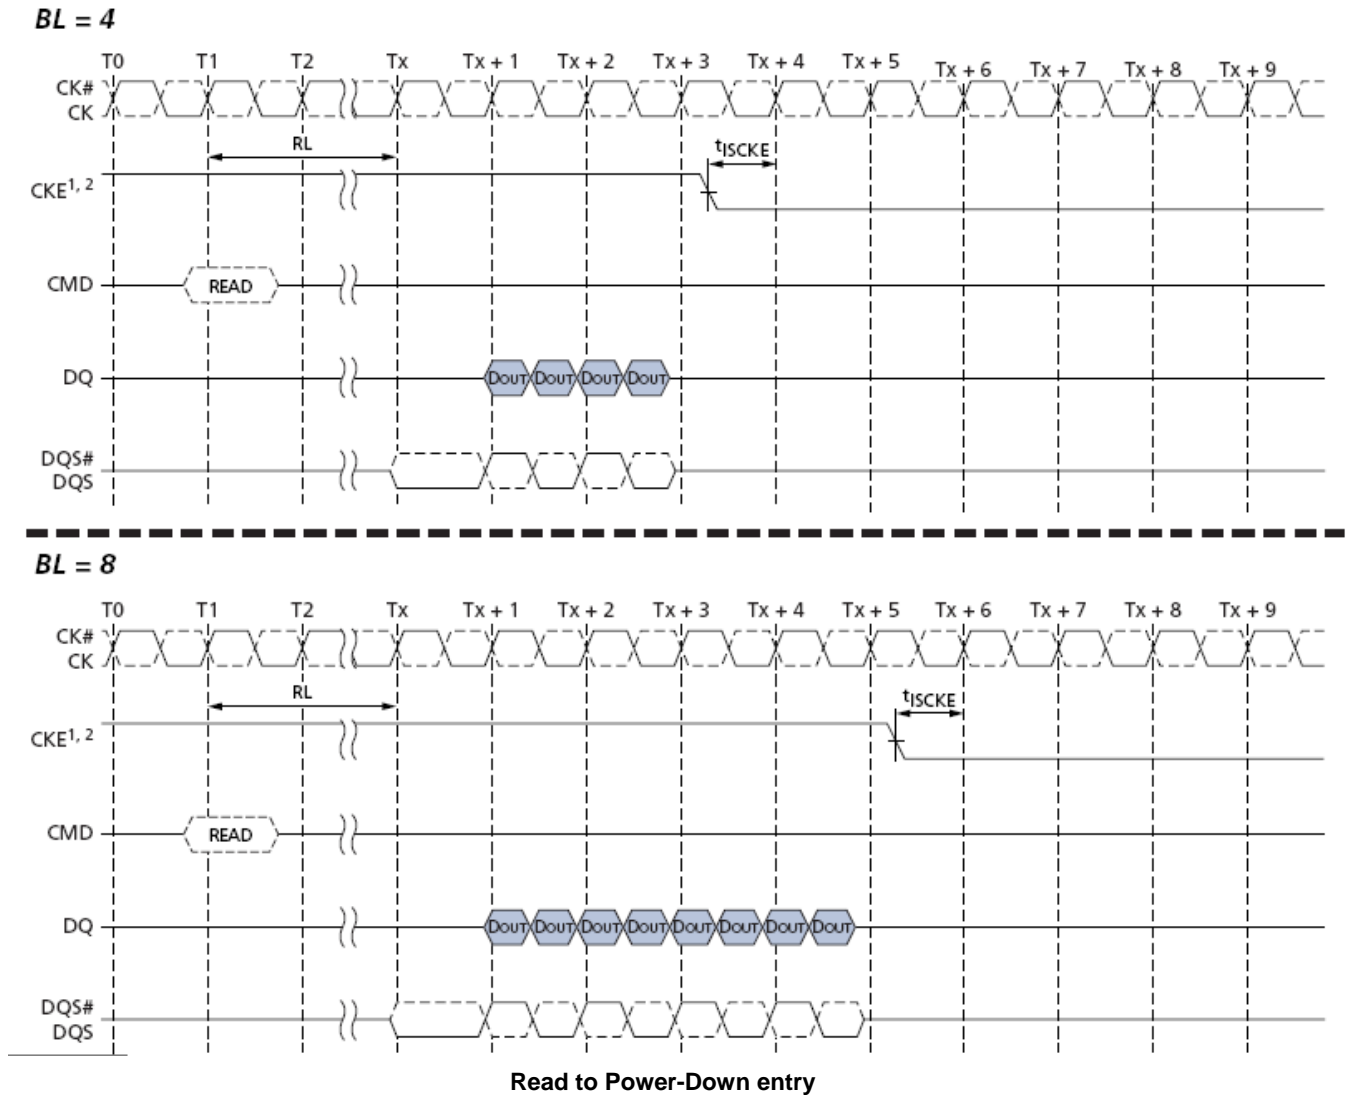 BL = 4
T0 T1 T2 Tx Tx + 1 Tx + 2 Tx + 3 Tx + 4 Tx + 5 Tx + 6 Tx + 7 Tx + 8 Tx + 9
CK#
CK
RL
tISCKE
CKE1, 2
CMD READ
DQ DOUT DOUT DOUT DOUT
DQS#
DQS
BL = 8
T0 T1 T2 Tx Tx + 1 Tx + 2 Tx + 3 Tx + 4 Tx + 5 Tx + 6 Tx + 7 Tx + 8 Tx + 9
CK#
CK
RL
tISCKE
CKE1, 2
CMD READ
DQ DOUT DOUT DOUT DOUT DOUT DOUT DOUT DOUT
DQS#
DQS
Read to Power-Down entry